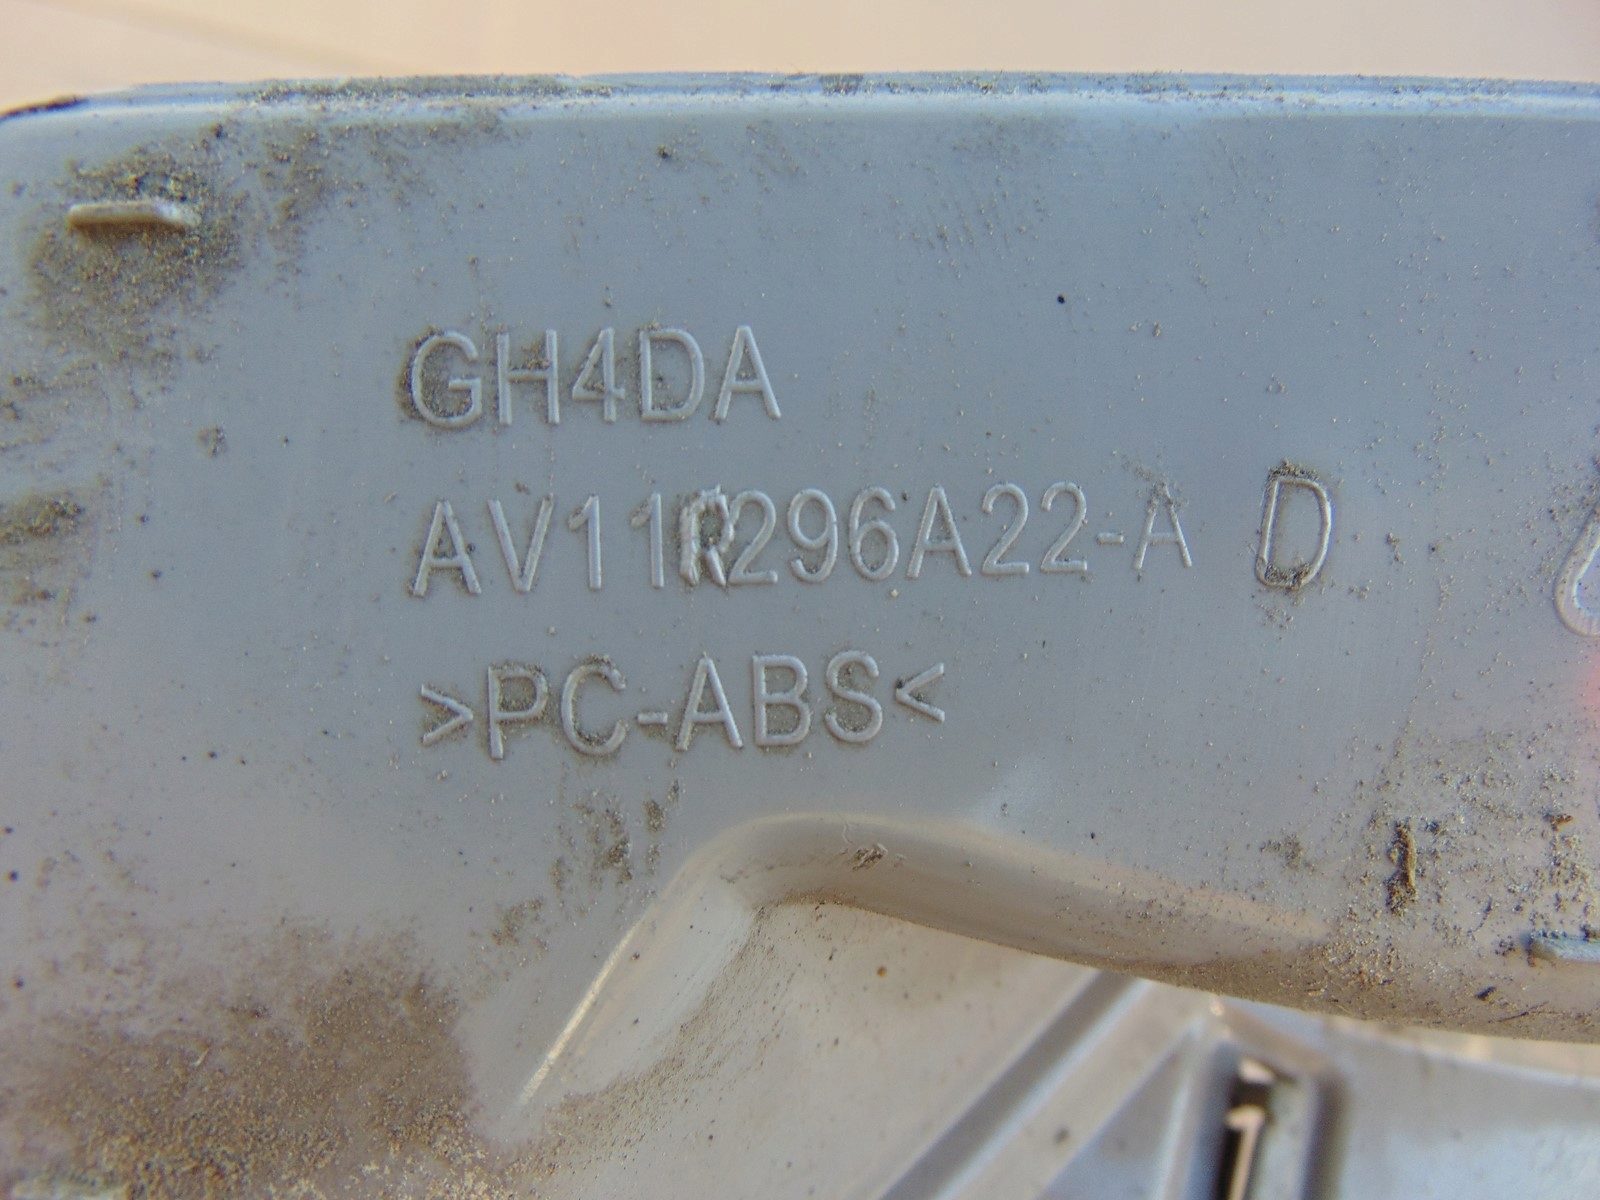 GH4DA
AV11R296A22-A D
>PC-ABS<